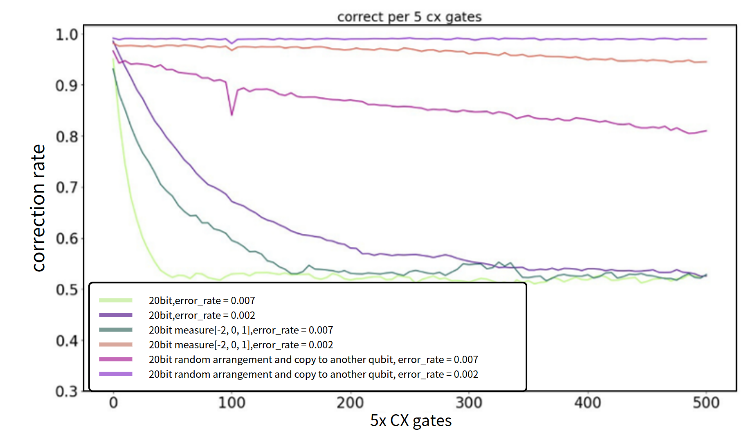 correct per 5 cx gates
1.0
0.9
0.8
0.7
0.6
0.5
0.4
0.3
correction rate
20bit,error_rate = 0.007
20bit,error_rate = 0.002
20bit measure[-2, 0, 1],error_rate = 0.007
20bit measure[-2, 0, 1],error_rate = 0.002
20bit random arrangement and copy to another qubit, error_rate = 0.007
20bit random arrangement and copy to another qubit, error_rate = 0.002
0 100 200 300 400 500
5x CX gates